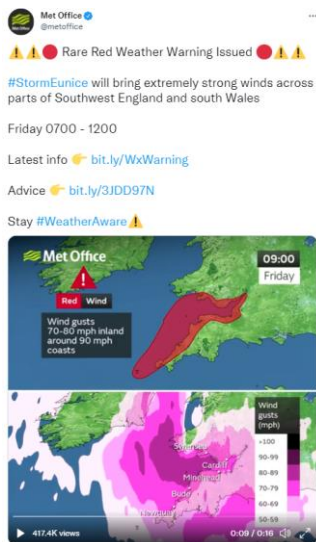 Met Office
@metoffice
⚠️⚠️🔴 Rare Red Weather Warning Issued 🔴⚠️⚠️
#StormEunice will bring extremely strong winds across
parts of Southwest England and south Wales
Friday 0700 - 1200
Latest info 👉 bit.ly/WxWarning
Advice 👉 bit.ly/3JDD97N
Stay #WeatherAware⚠️
Met Office
09:00
Friday
Red Wind
Wind gusts
70-80 mph inland
around 90 mph
coasts
Wind
gusts
(mph)
>100
90-99
80-89
70-79
60-69
50-59
Swansea
Cardiff
Minehead
Bude
Newquay
417.4K views
0:09 / 0:16